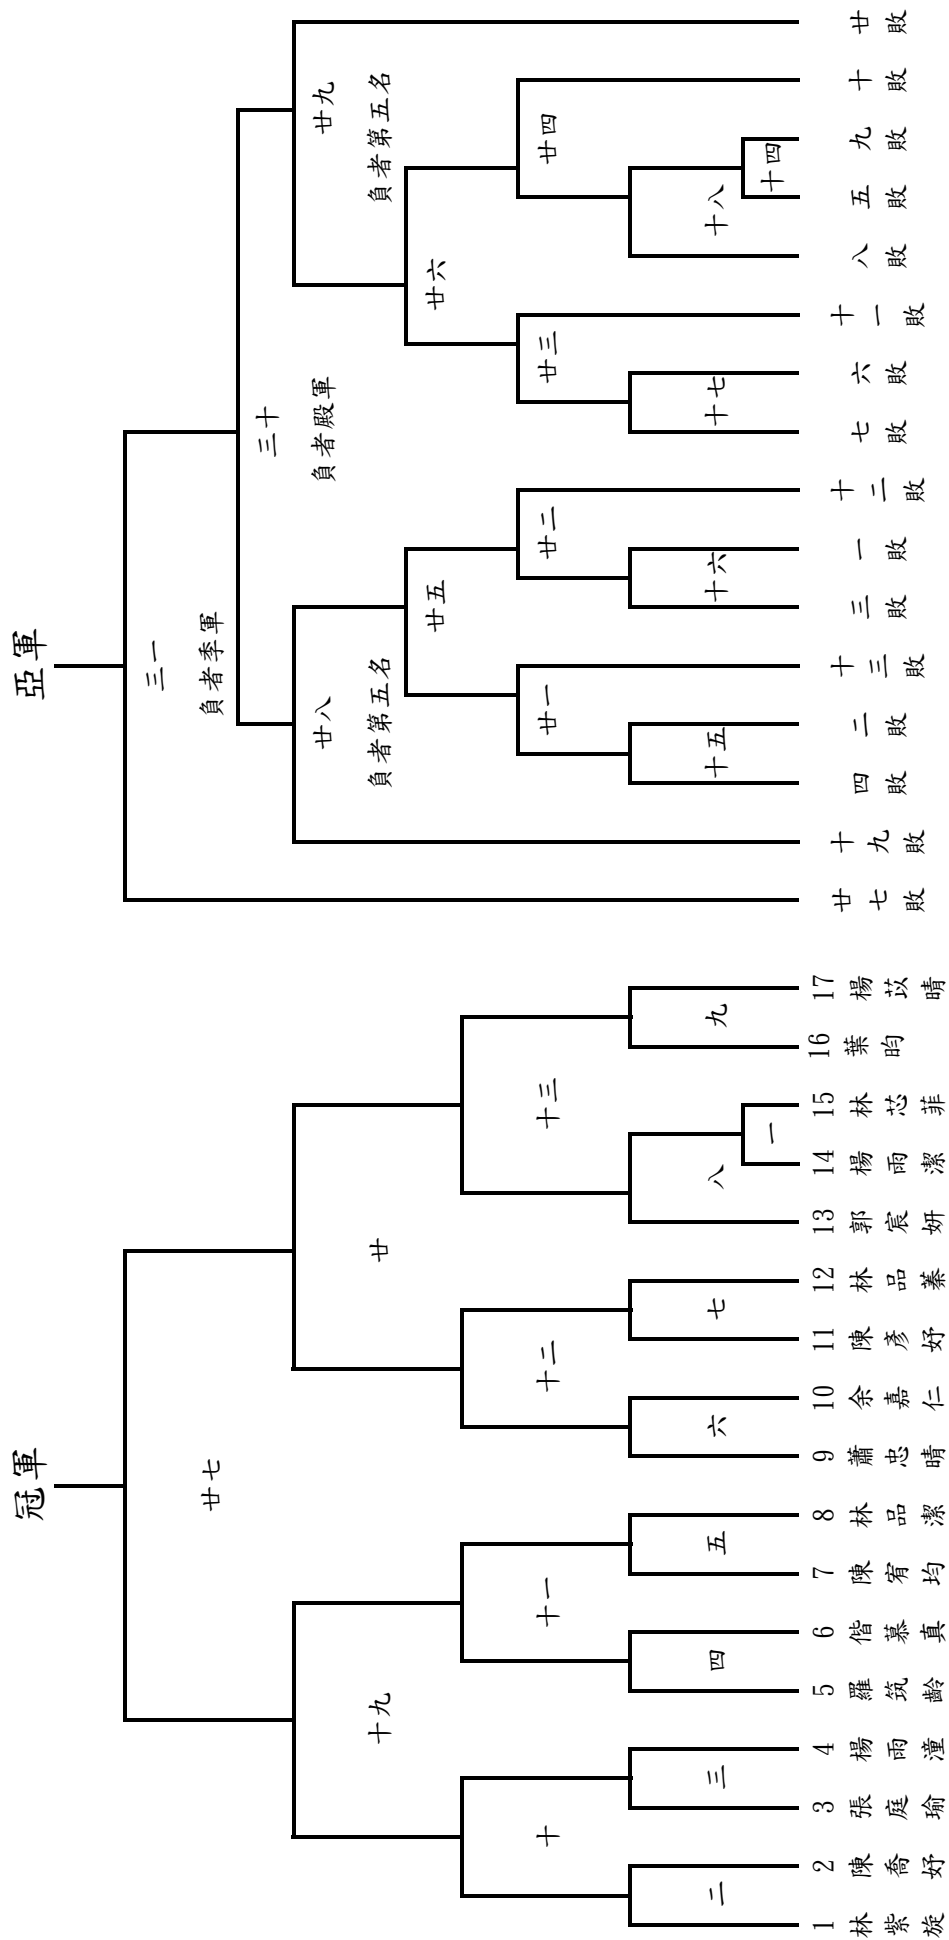 冠軍
廿七
十九
廿
十
十一
十二
十三
二
三
四
五
六
七
八
九
一
1 林紫旋
2 陳喬妤
3 張庭瑜
4 楊雨潼
5 羅筑齡
6 偕慕真
7 陳宥均
8 林品潔
9 蕭忠晴
10 余嘉仁
11 陳彥妤
12 林品蓁
13 郭宸妍
14 楊雨潔
15 林芯菲
16 葉昀
17 楊苡晴
亞軍
三一
負者季軍
三十
負者殿軍
廿八
負者第五名
廿九
負者第五名
廿五
廿六
廿一
廿二
廿三
廿四
十五
十六
十七
十八
十四
廿七敗
十九敗
四敗
二敗
十三敗
三敗
一敗
十二敗
七敗
六敗
十一敗
八敗
五敗
九敗
十敗
廿敗